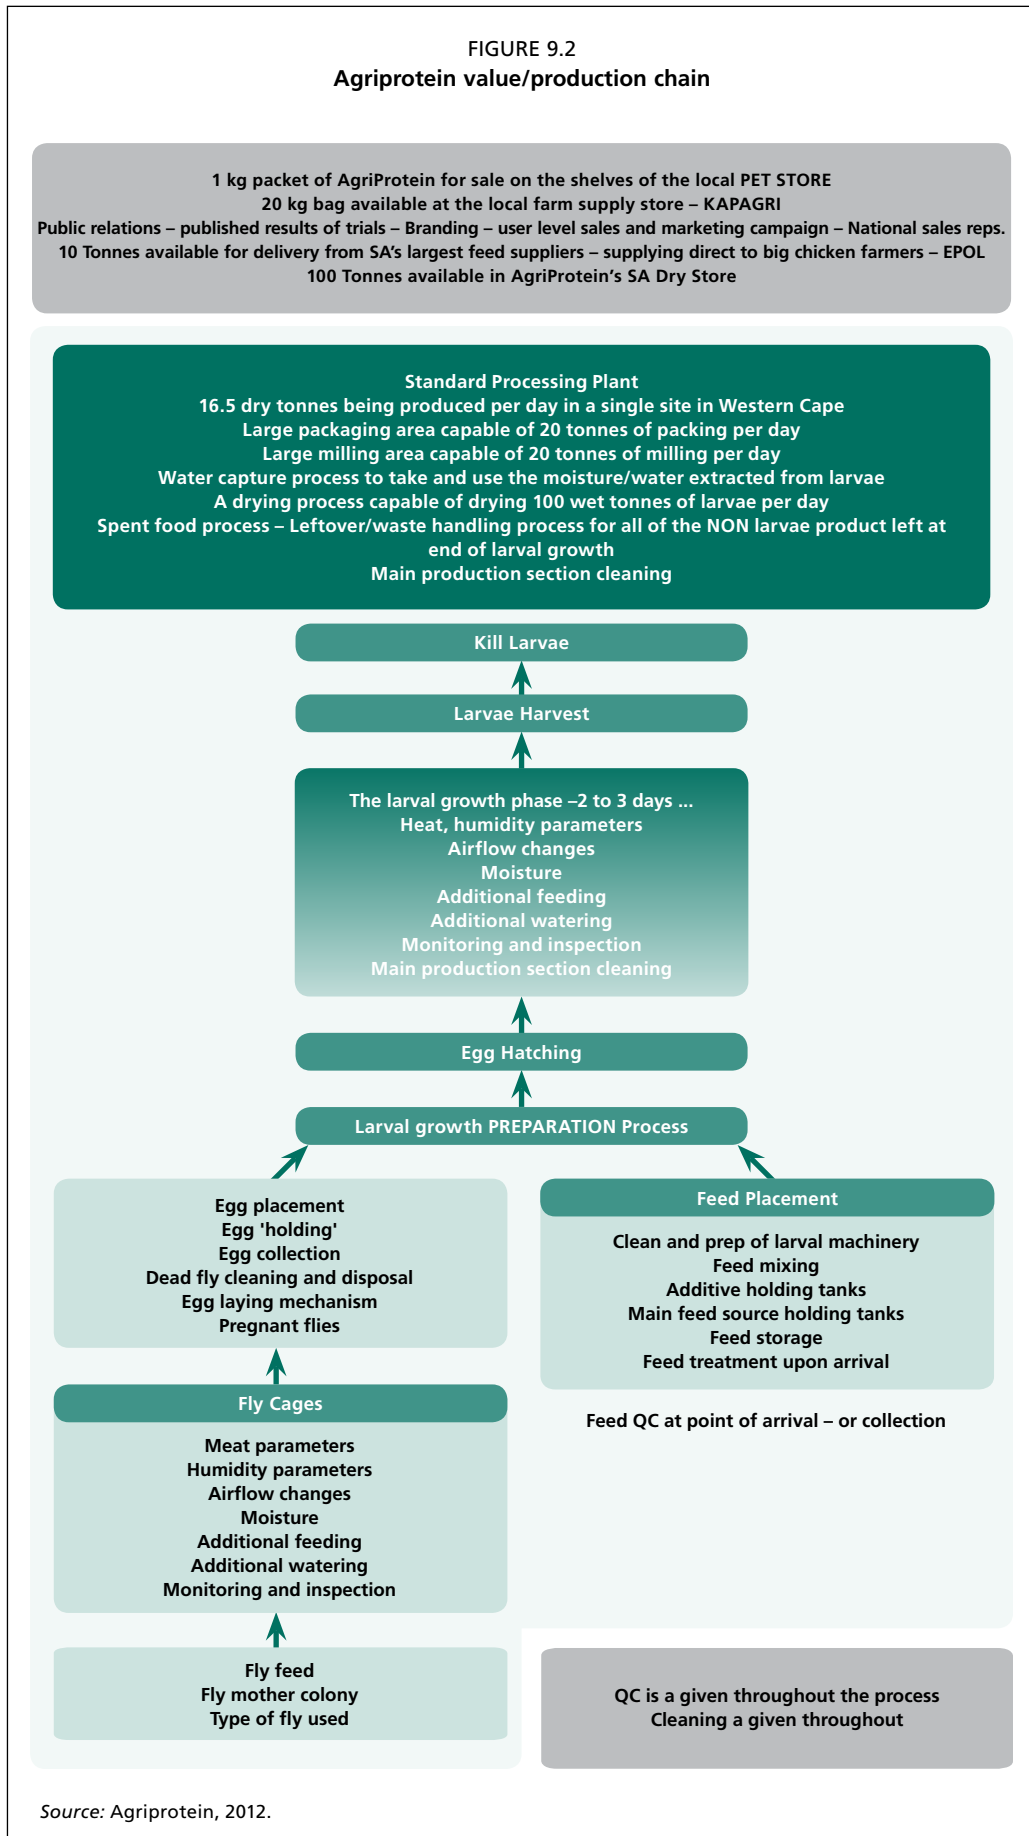 FIGURE 9.2
Agriprotein value/production chain
1 kg packet of AgriProtein for sale on the shelves of the local PET STORE
20 kg bag available at the local farm supply store – KAPAGRI
Public relations – published results of trials – Branding – user level sales and marketing campaign – National sales reps.
10 Tonnes available for delivery from SA's largest feed suppliers – supplying direct to big chicken farmers – EPOL
100 Tonnes available in AgriProtein's SA Dry Store
Standard Processing Plant
16.5 dry tonnes being produced per day in a single site in Western Cape
Large packaging area capable of 20 tonnes of packing per day
Large milling area capable of 20 tonnes of milling per day
Water capture process to take and use the moisture/water extracted from larvae
A drying process capable of drying 100 wet tonnes of larvae per day
Spent food process – Leftover/waste handling process for all of the NON larvae product left at
end of larval growth
Main production section cleaning
Kill Larvae
Larvae Harvest
The larval growth phase –2 to 3 days ...
Heat, humidity parameters
Airflow changes
Moisture
Additional feeding
Additional watering
Monitoring and inspection
Main production section cleaning
Egg Hatching
Larval growth PREPARATION Process
Egg placement
Egg 'holding'
Egg collection
Dead fly cleaning and disposal
Egg laying mechanism
Pregnant flies
Feed Placement
Clean and prep of larval machinery
Feed mixing
Additive holding tanks
Main feed source holding tanks
Feed storage
Feed treatment upon arrival
Feed QC at point of arrival – or collection
Fly Cages
Meat parameters
Humidity parameters
Airflow changes
Moisture
Additional feeding
Additional watering
Monitoring and inspection
Fly feed
Fly mother colony
Type of fly used
QC is a given throughout the process
Cleaning a given throughout
Source: Agriprotein, 2012.